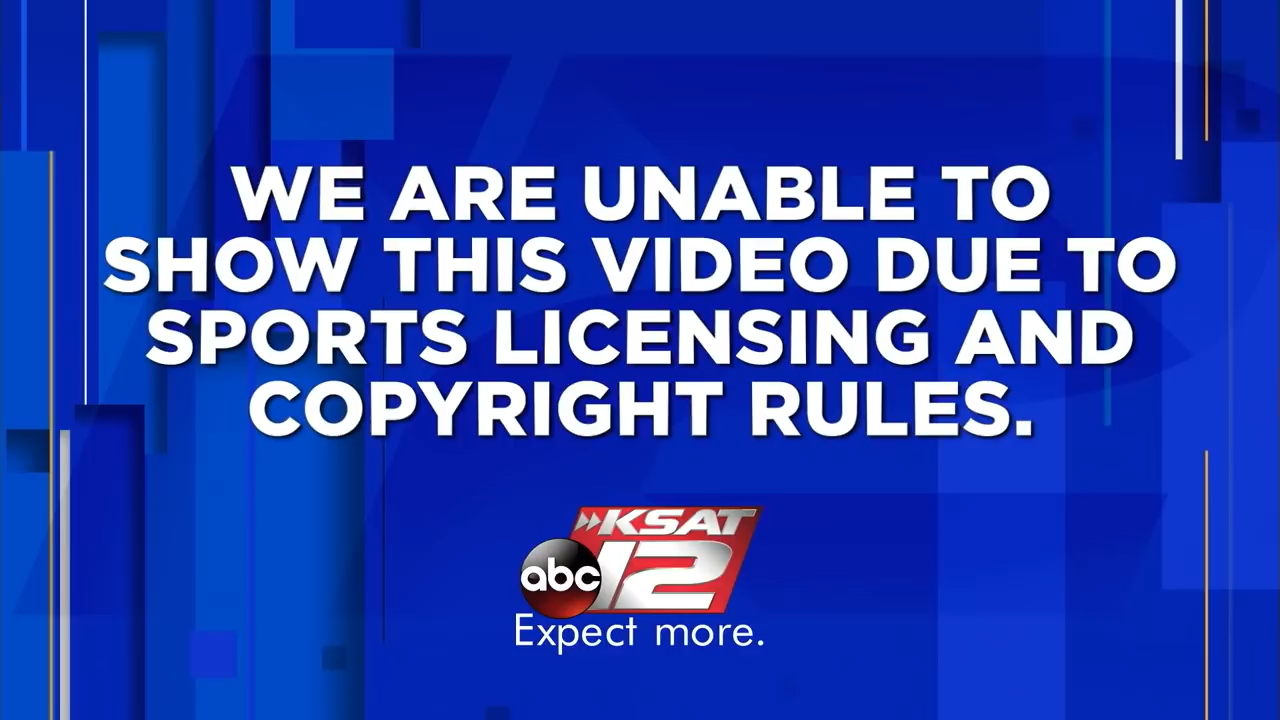 WE ARE UNABLE TO
SHOW THIS VIDEO DUE TO
SPORTS LICENSING AND
COPYRIGHT RULES.
KSAT
abc 12
Expect more.